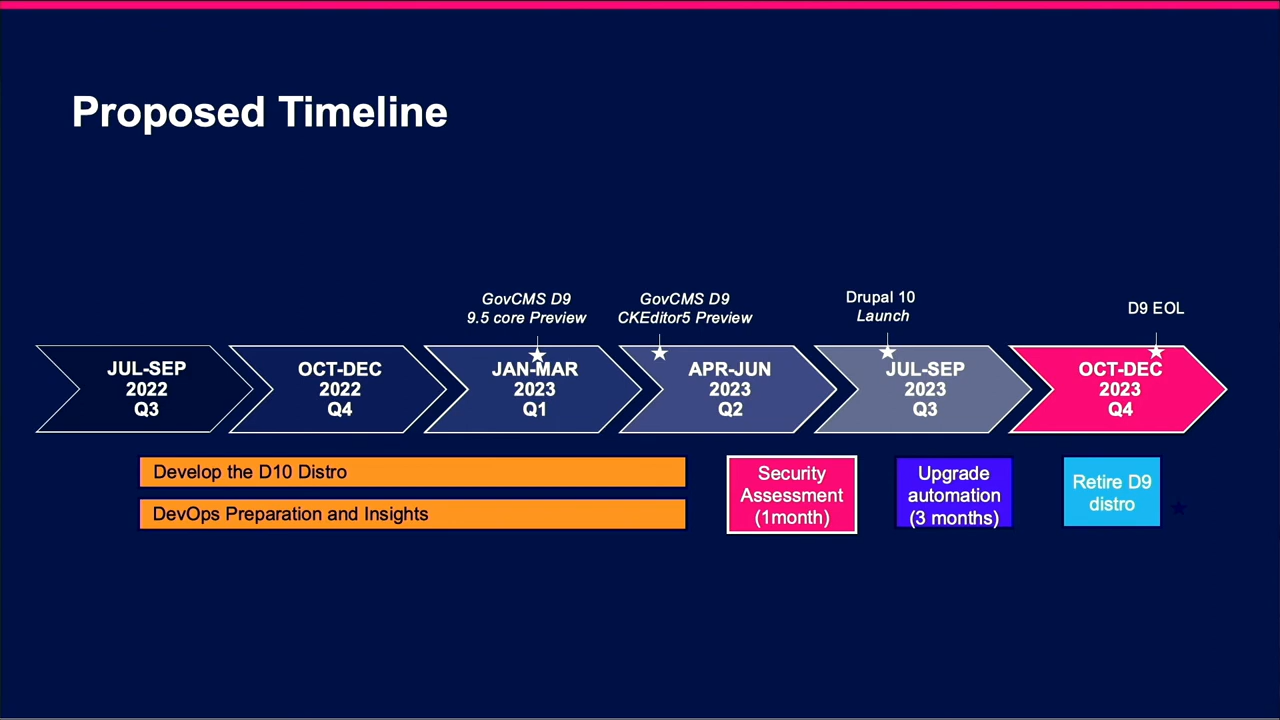 Proposed Timeline
GovCMS D9
9.5 core Preview
GovCMS D9
CKEditor5 Preview
Drupal 10
Launch
D9 EOL
JUL-SEP
2022
Q3
OCT-DEC
2022
Q4
JAN-MAR
2023
Q1
APR-JUN
2023
Q2
JUL-SEP
2023
Q3
OCT-DEC
2023
Q4
Develop the D10 Distro
DevOps Preparation and Insights
Security
Assessment
(1month)
Upgrade
automation
(3 months)
Retire D9
distro